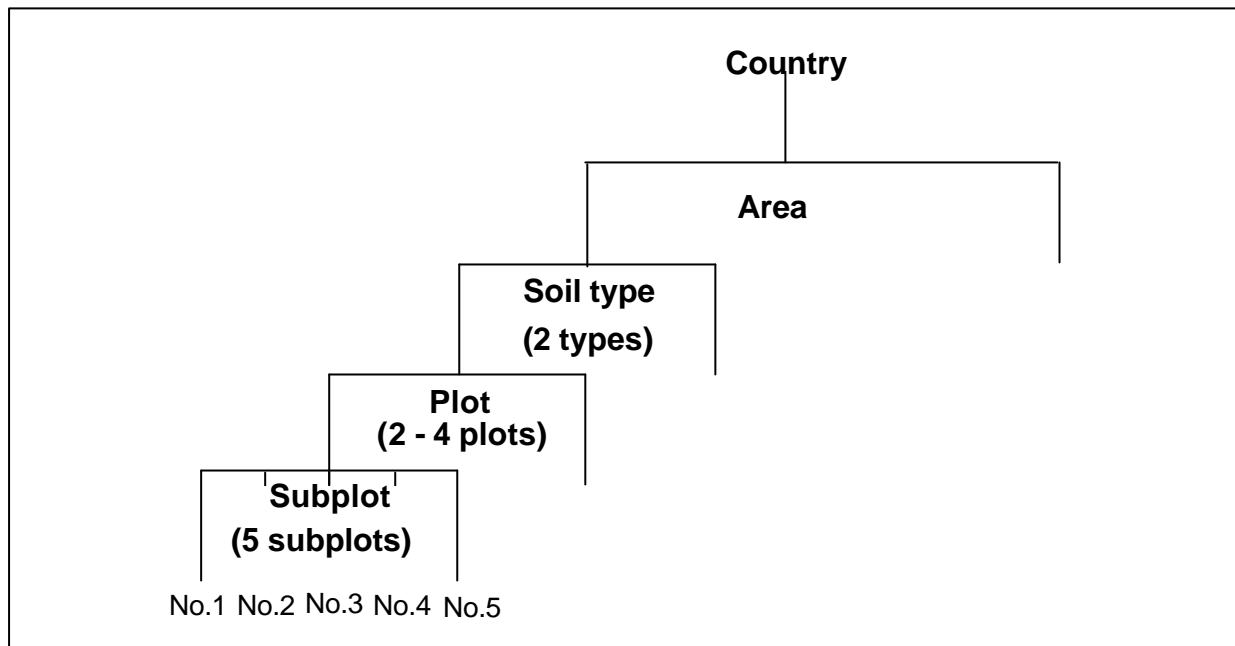 Country
Area
Soil type
(2 types)
Plot
(2 - 4 plots)
Subplot
(5 subplots)
No.1 No.2 No.3 No.4 No.5